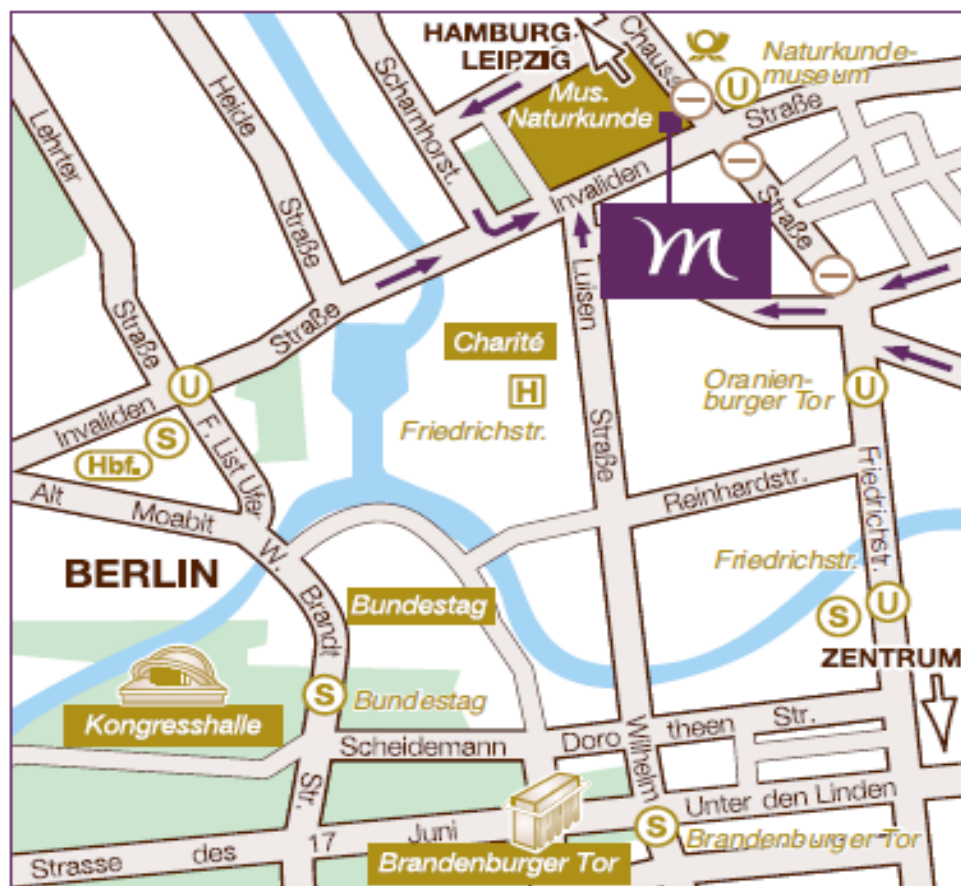 HAMBURG
LEIPZIG
Chauss
Naturkunde-
museum
U
Mus.
Naturkunde
Straße
Scharnhorst.
Heide
Straße
Lehrter
Straße
Invaliden
m
Straße
Luisen
Straße
Straße
Charité
H
Friedrichstr.
Oranien-
burger Tor
U
U
Invaliden
S
Hbf.
F. List Ufer
Alt
Moabit
Reinhardstr.
Friedrichstr.
BERLIN
W.
Brandt
Str.
Bundestag
Friedrichstr.
S
U
ZENTRUM
Kongresshalle
S
Bundestag
Scheidemann
Doro
theen
Str.
Wilhelm
Unter den Linden
S
Brandenburger Tor
Strasse
des
17
Juni
Brandenburger Tor